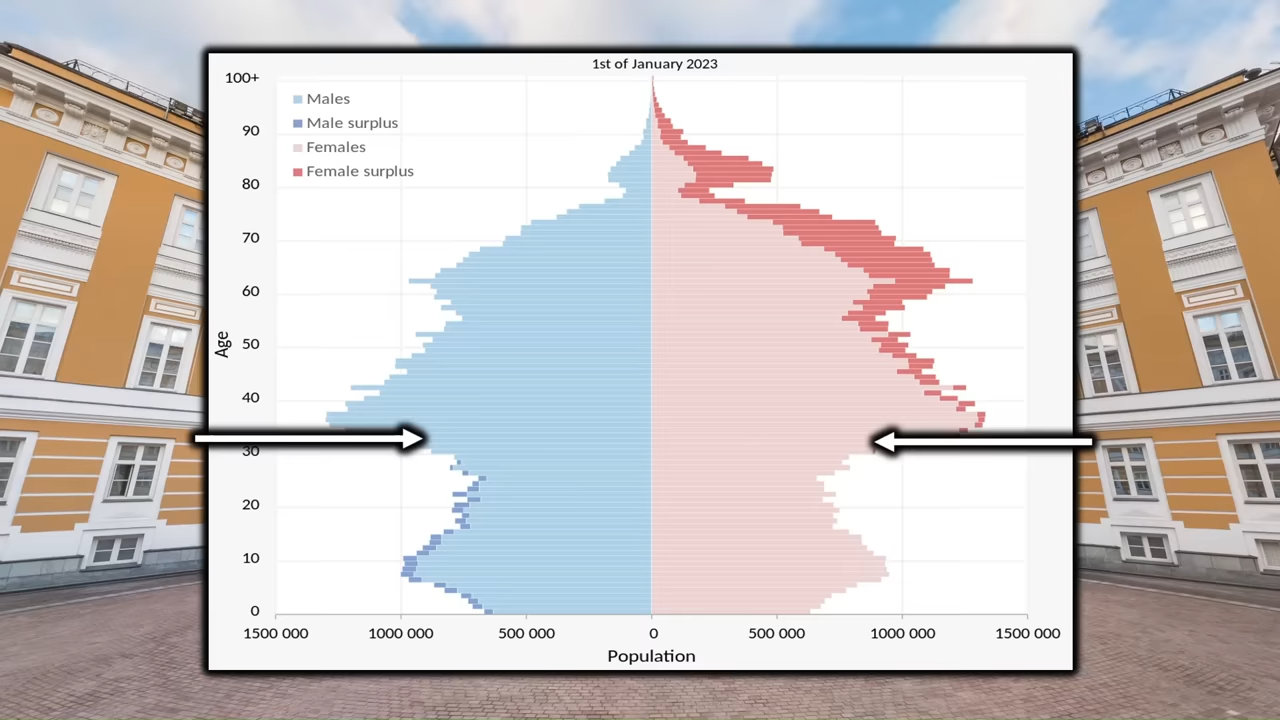 1st of January 2023
100+
Males
Male surplus
Females
Female surplus
90
80
70
60
50
40
30
20
10
0
Age
1500 000 1000 000 500 000 0 500 000 1000 000 1500 000
Population